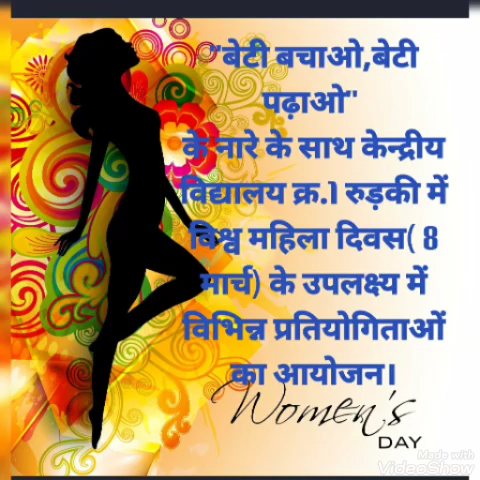 "बेटी बचाओ,बेटी
पढ़ाओ"
के नारे के साथ केन्द्रीय
विद्यालय क्र.1 रुड़की में
विश्व महिला दिवस( 8
मार्च) के उपलक्ष्य में
विभिन्न प्रतियोगिताओं
का आयोजन।
Women's
DAY
Made with
VideoShow